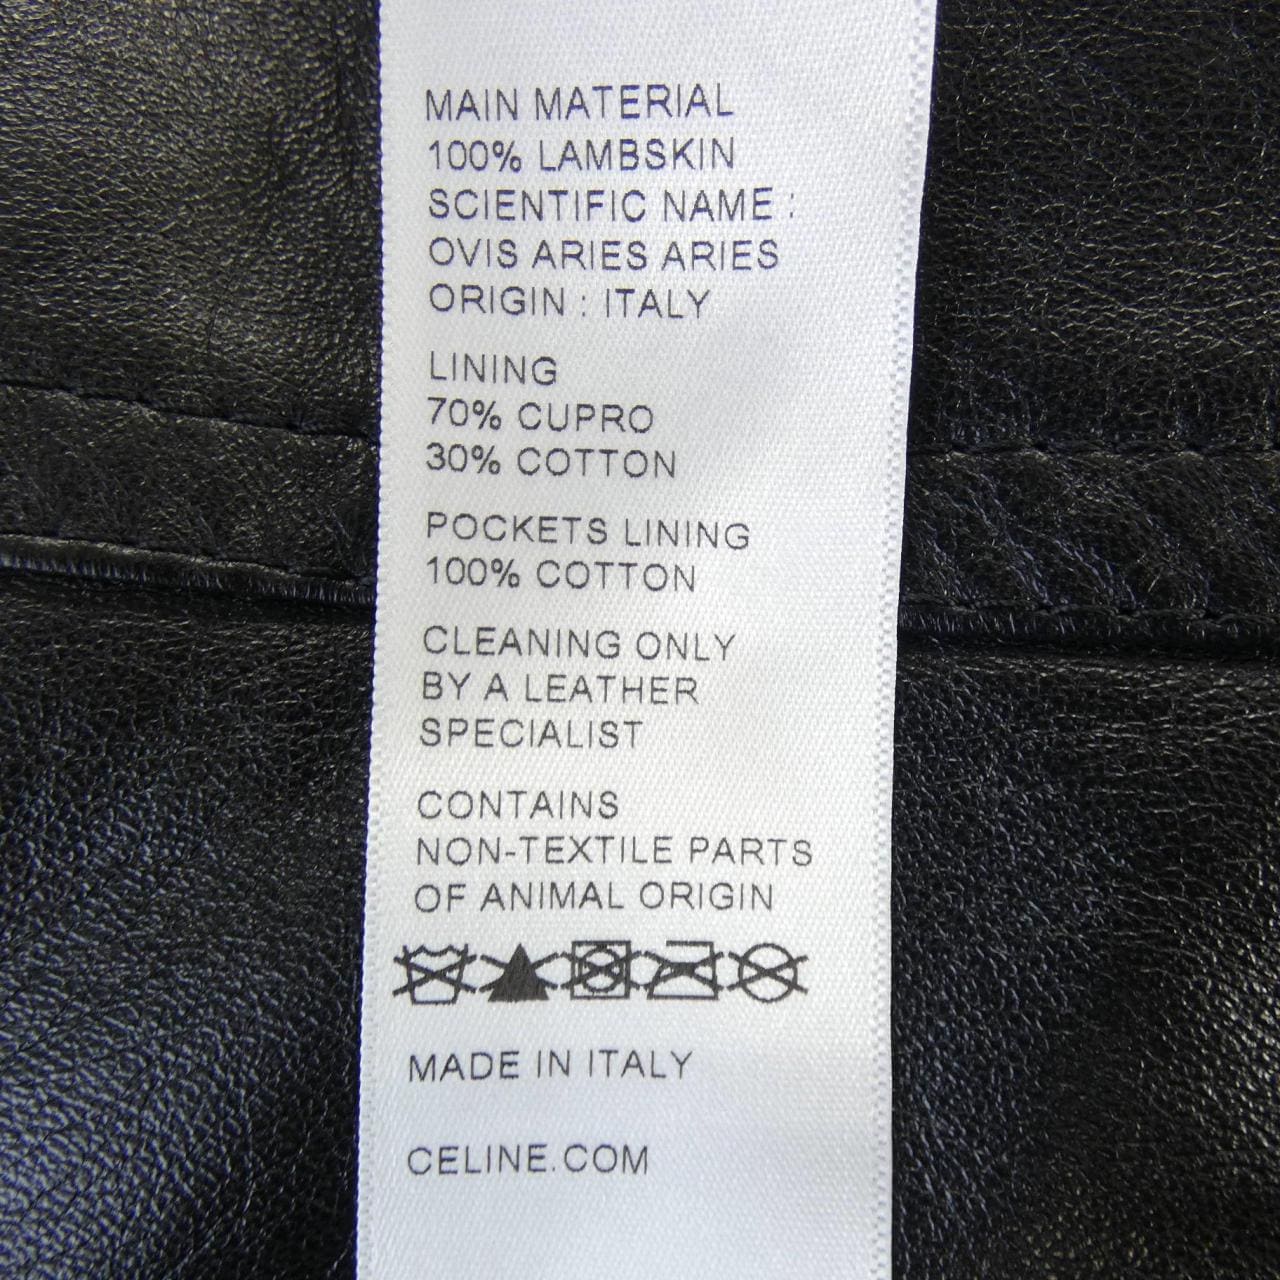 MAIN MATERIAL
100% LAMBSKIN
SCIENTIFIC NAME :
OVIS ARIES ARIES
ORIGIN : ITALY
LINING
70% CUPRO
30% COTTON
POCKETS LINING
100% COTTON
CLEANING ONLY
BY A LEATHER
SPECIALIST
CONTAINS
NON-TEXTILE PARTS
OF ANIMAL ORIGIN
MADE IN ITALY
CELINE.COM